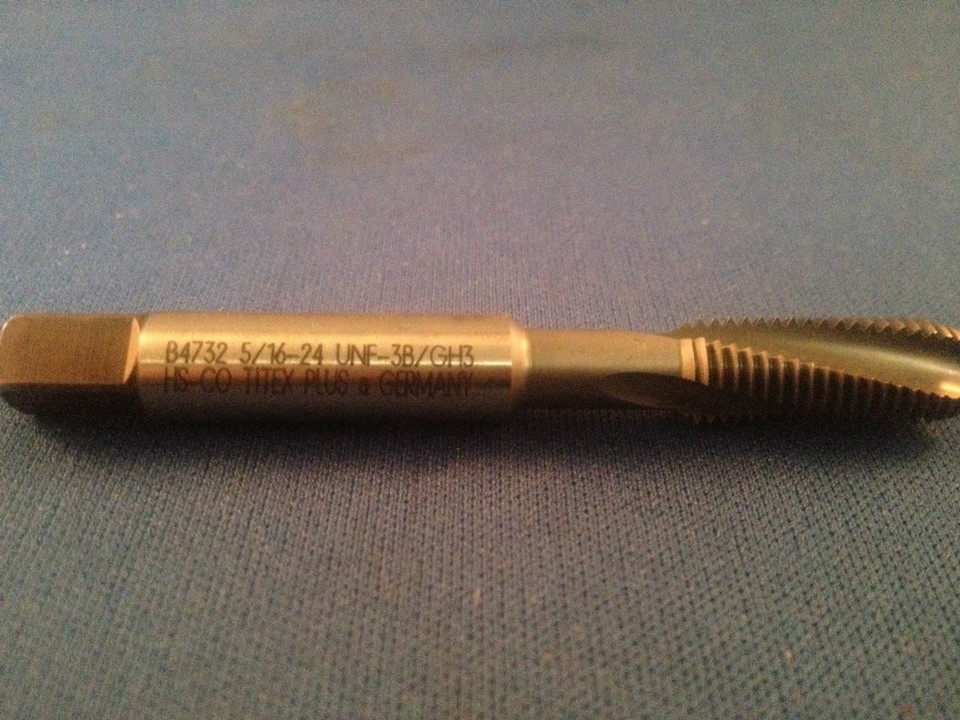 B4732 5/16-24 UNF-3B/GH3
HS-CO TITEX PLUS a GERMANY